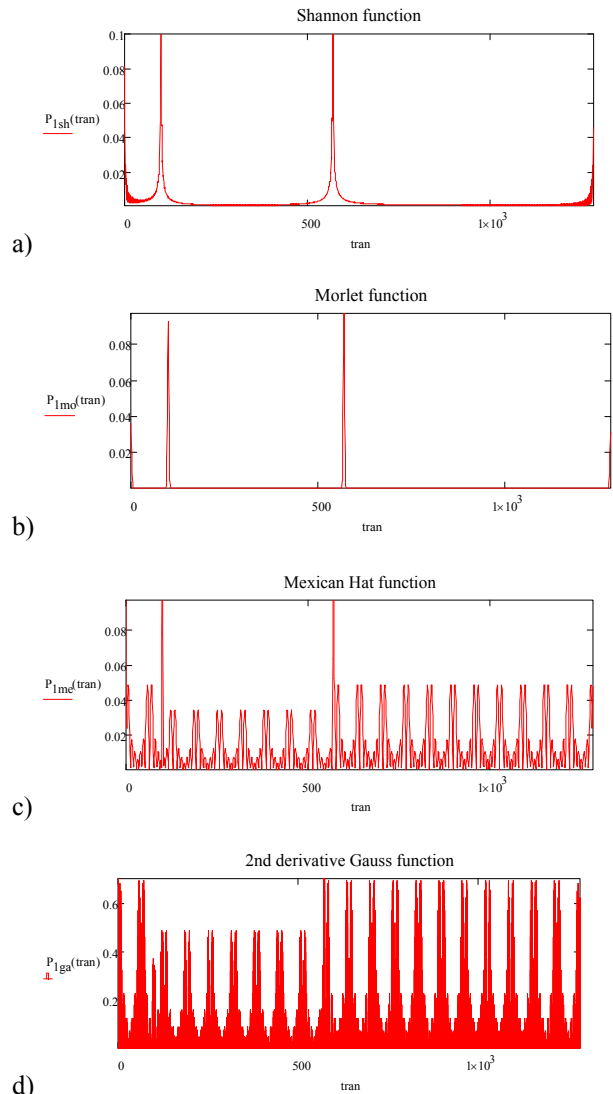 Shannon function
0.1
0.08
0.06
0.04
0.02
P1sh(tran)
0 500 1×10³
tran
a)
Morlet function
0.08
0.06
0.04
0.02
P1mo(tran)
0 500 1×10³
tran
b)
Mexican Hat function
0.08
0.06
0.04
0.02
P1me(tran)
0 500 1×10³
tran
c)
2nd derivative Gauss function
0.6
0.4
0.2
P1ga(tran)
0 500 1×10³
tran
d)